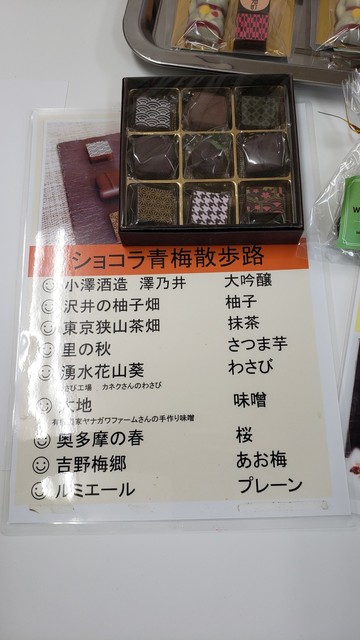 ショコラ青梅散歩路
小澤酒造 澤乃井 大吟醸
沢井の柚子畑 柚子
東京狭山茶畑 抹茶
里の秋 さつま芋
湧水花山葵 わさび
さび工場 カネクさんのわさび
大地 味噌
家ヤナガワファームさんの手作り味噌
奥多摩の春 桜
吉野梅郷 あお梅
ルミエール プレーン